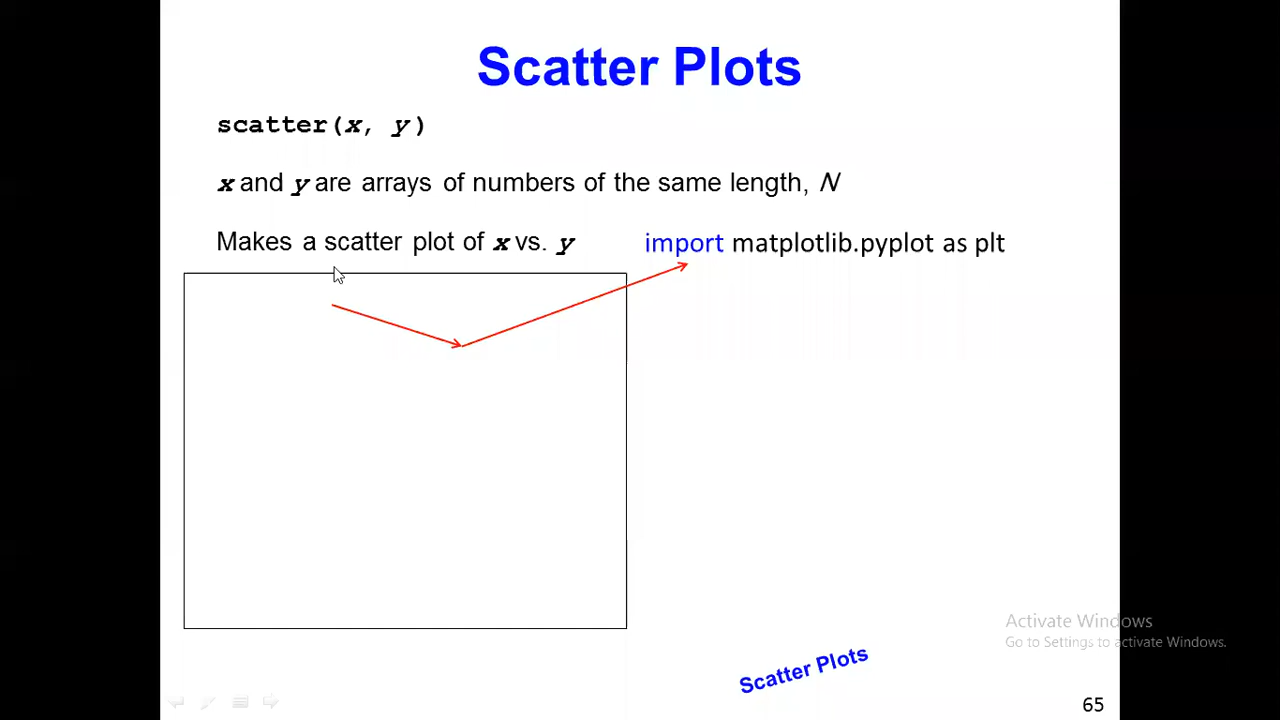 Scatter Plots
scatter(x, y)
x and y are arrays of numbers of the same length, N
Makes a scatter plot of x vs. y
import matplotlib.pyplot as plt
Activate Windows
Go to Settings to activate Windows.
Scatter Plots
65